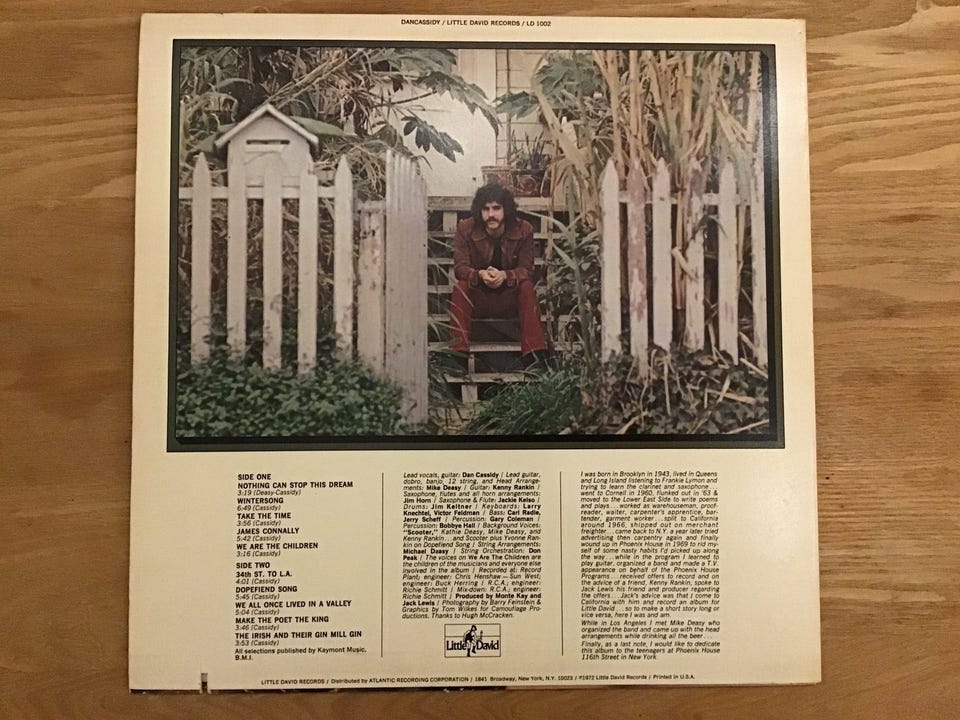 DANCASSIDY / LITTLE DAVID RECORDS / LD 1002
SIDE ONE
NOTHING CAN STOP THIS DREAM
3:19 (Deasy-Cassidy)
WINTERSONG
6:49 (Cassidy)
TAKE THE TIME
3:56 (Cassidy)
JAMES CONNALLY
5:42 (Cassidy)
WE ARE THE CHILDREN
3:16 (Cassidy)
SIDE TWO
34th ST. TO L.A.
4:01 (Cassidy)
DOPEFIEND SONG
5:45 (Cassidy)
WE ALL ONCE LIVED IN A VALLEY
5:04 (Cassidy)
MAKE THE POET THE KING
3:46 (Cassidy)
THE IRISH AND THEIR GIN MILL GIN
3:53 (Cassidy)
All selections published by Kaymont Music,
B.M.I.
Lead vocals, guitar: Dan Cassidy / Lead guitar,
dobro, banjo, 12 string, and Head Arrange-
ments: Mike Deasy / Guitar: Kenny Rankin /
Saxophone, flutes and all horn arrangements:
Jim Horn / Saxophone & Flute: Jackie Kelso /
Drums: Jim Keltner / Keyboards: Larry
Knechtel, Victor Feldman / Bass: Carl Radle,
Jerry Scheff / Percussion: Gary Coleman /
Percussion: Bobbye Hall / Background Voices:
"Scooter," Kathie Deasy, Mike Deasy, and
Kenny Rankin...and Scooter plus Yvonne Ran-
kin on Dopefiend Song / String Arrangements:
Michael Daasy / String Orchestration: Don
Peak / The voices on We Are The Children are
the children of the musicians and everyone else
involved in the album / Recorded at: Record
Plant; engineer: Chris Henshaw—Sun West;
engineer: Buck Herring / R.C.A.; engineer:
Richie Schmitt / Mix-down: R.C.A.; engineer:
Richie Schmitt / Produced by Monte Kay and
Jack Lewis / Photography by Barry Feinstein &
Graphics by Tom Wilkes for Camouflage Pro-
ductions. Thanks to Hugh McCracken.
Little David
I was born in Brooklyn in 1943, lived in Queens
and Long Island listening to Frankie Lymon and
trying to learn the clarinet and saxophone...
went to Cornell in 1960, flunked out in '63 &
moved to the Lower East Side to write poems
and plays...worked as warehouseman, proof-
reader, waiter, carpenter's apprentice, bar-
tender, garment worker...split to California
around 1966, shipped out on merchant
freighter...came back to N.Y. a year later tried
advertising then carpentry again and finally
wound up in Phoenix House in 1969 to rid my-
self of some nasty habits I'd picked up along
the way...while in the program I learned to
play guitar, organized a band and made a T.V.
appearance on behalf of the Phoenix House
Programs...received offers to record and on
the advice of a friend, Kenny Rankin, spoke to
Jack Lewis his friend and producer regarding
the offers...Jack's advice was that I come to
California with him and record an album for
Little David...so to make a short story long or
vice versa, here I was and am.
While in Los Angeles I met Mike Deasy who
organized the band and came up with the head
arrangements while drinking all the beer...
Finally, as a last note, I would like to dedicate
this album to the teenagers at Phoenix House
116th Street in New York.
LITTLE DAVID RECORDS / Distributed by ATLANTIC RECORDING CORPORATION / 1841 Broadway, New York, N.Y. 10023 / ℗1972 Little David Records / Printed in U.S.A.